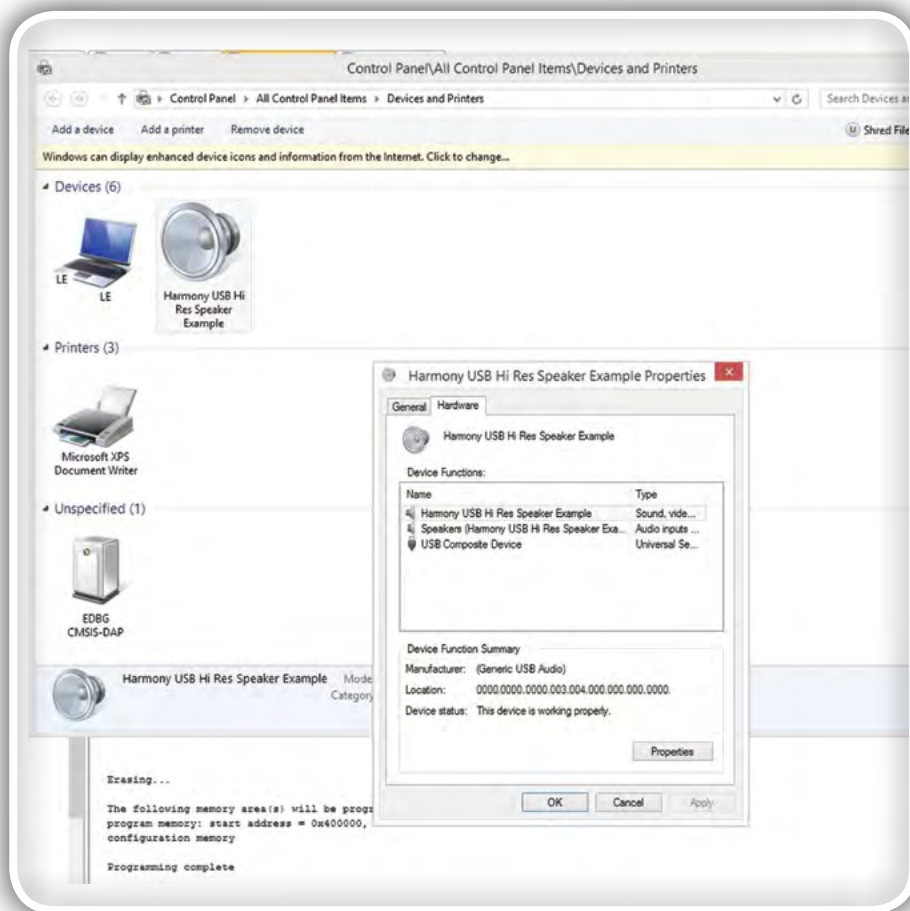 Control Panel\All Control Panel Items\Devices and Printers
Control Panel ▸ All Control Panel Items ▸ Devices and Printers
Search Devices
Add a device Add a printer Remove device
Shred File
Windows can display enhanced device icons and information from the Internet. Click to change...
Devices (6)
LE
LE
Harmony USB Hi
Res Speaker
Example
Printers (3)
Microsoft XPS
Document Writer
Unspecified (1)
EDBG
CMSIS-DAP
Harmony USB Hi Res Speaker Example Properties
General Hardware
Harmony USB Hi Res Speaker Example
Device Functions:
Name Type
Harmony USB Hi Res Speaker Example Sound, vide...
Speakers (Harmony USB Hi Res Speaker Exa... Audio inputs ...
USB Composite Device Universal Se...
Device Function Summary
Manufacturer: (Generic USB Audio)
Location: 0000.0000.0000.003.004.000.000.000.0000.
Device status: This device is working properly.
Properties
OK Cancel Apply
Harmony USB Hi Res Speaker Example Mode
Category
Erasing...
The following memory area(s) will be progr
program memory: start address = 0x400000,
configuration memory
Programming complete